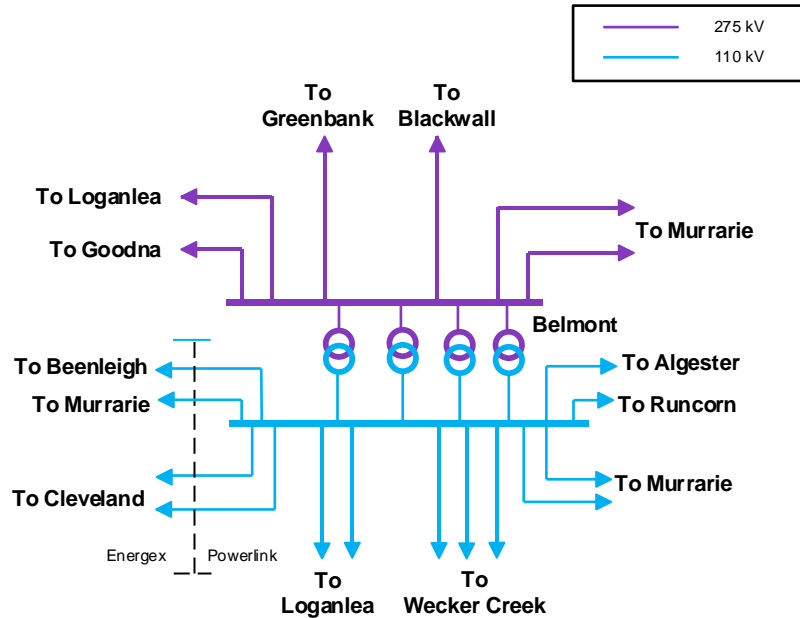 275 kV
110 kV
To
Greenbank
To
Blackwall
To Loganlea
To Goodna
To Murrarie
Belmont
To Beenleigh
To Murrarie
To Algester
To Runcorn
To Cleveland
To Murrarie
Energex
Powerlink
To
Loganlea
To
Wecker Creek